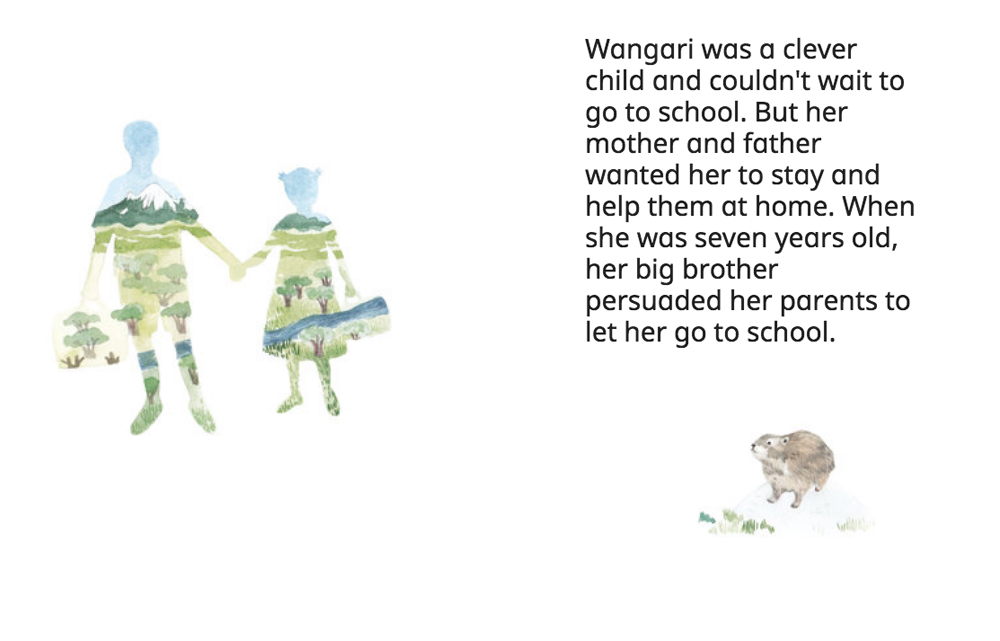 Wangari was a clever
child and couldn't wait to
go to school. But her
mother and father
wanted her to stay and
help them at home. When
she was seven years old,
her big brother
persuaded her parents to
let her go to school.